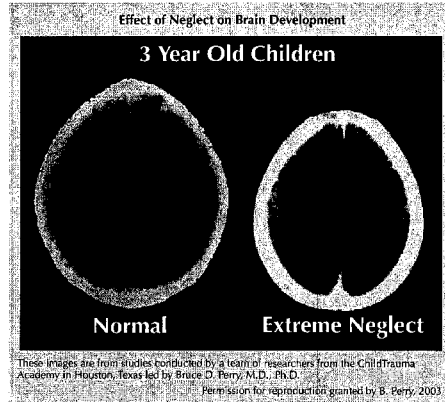 Effect of Neglect on Brain Development
3 Year Old Children
Normal
Extreme Neglect
These images are from studies conducted by a team of researchers from the ChildTrauma
Academy in Houston, Texas led by Bruce D. Perry, M.D., Ph.D.
Permission for reproduction granted by B. Perry, 2003